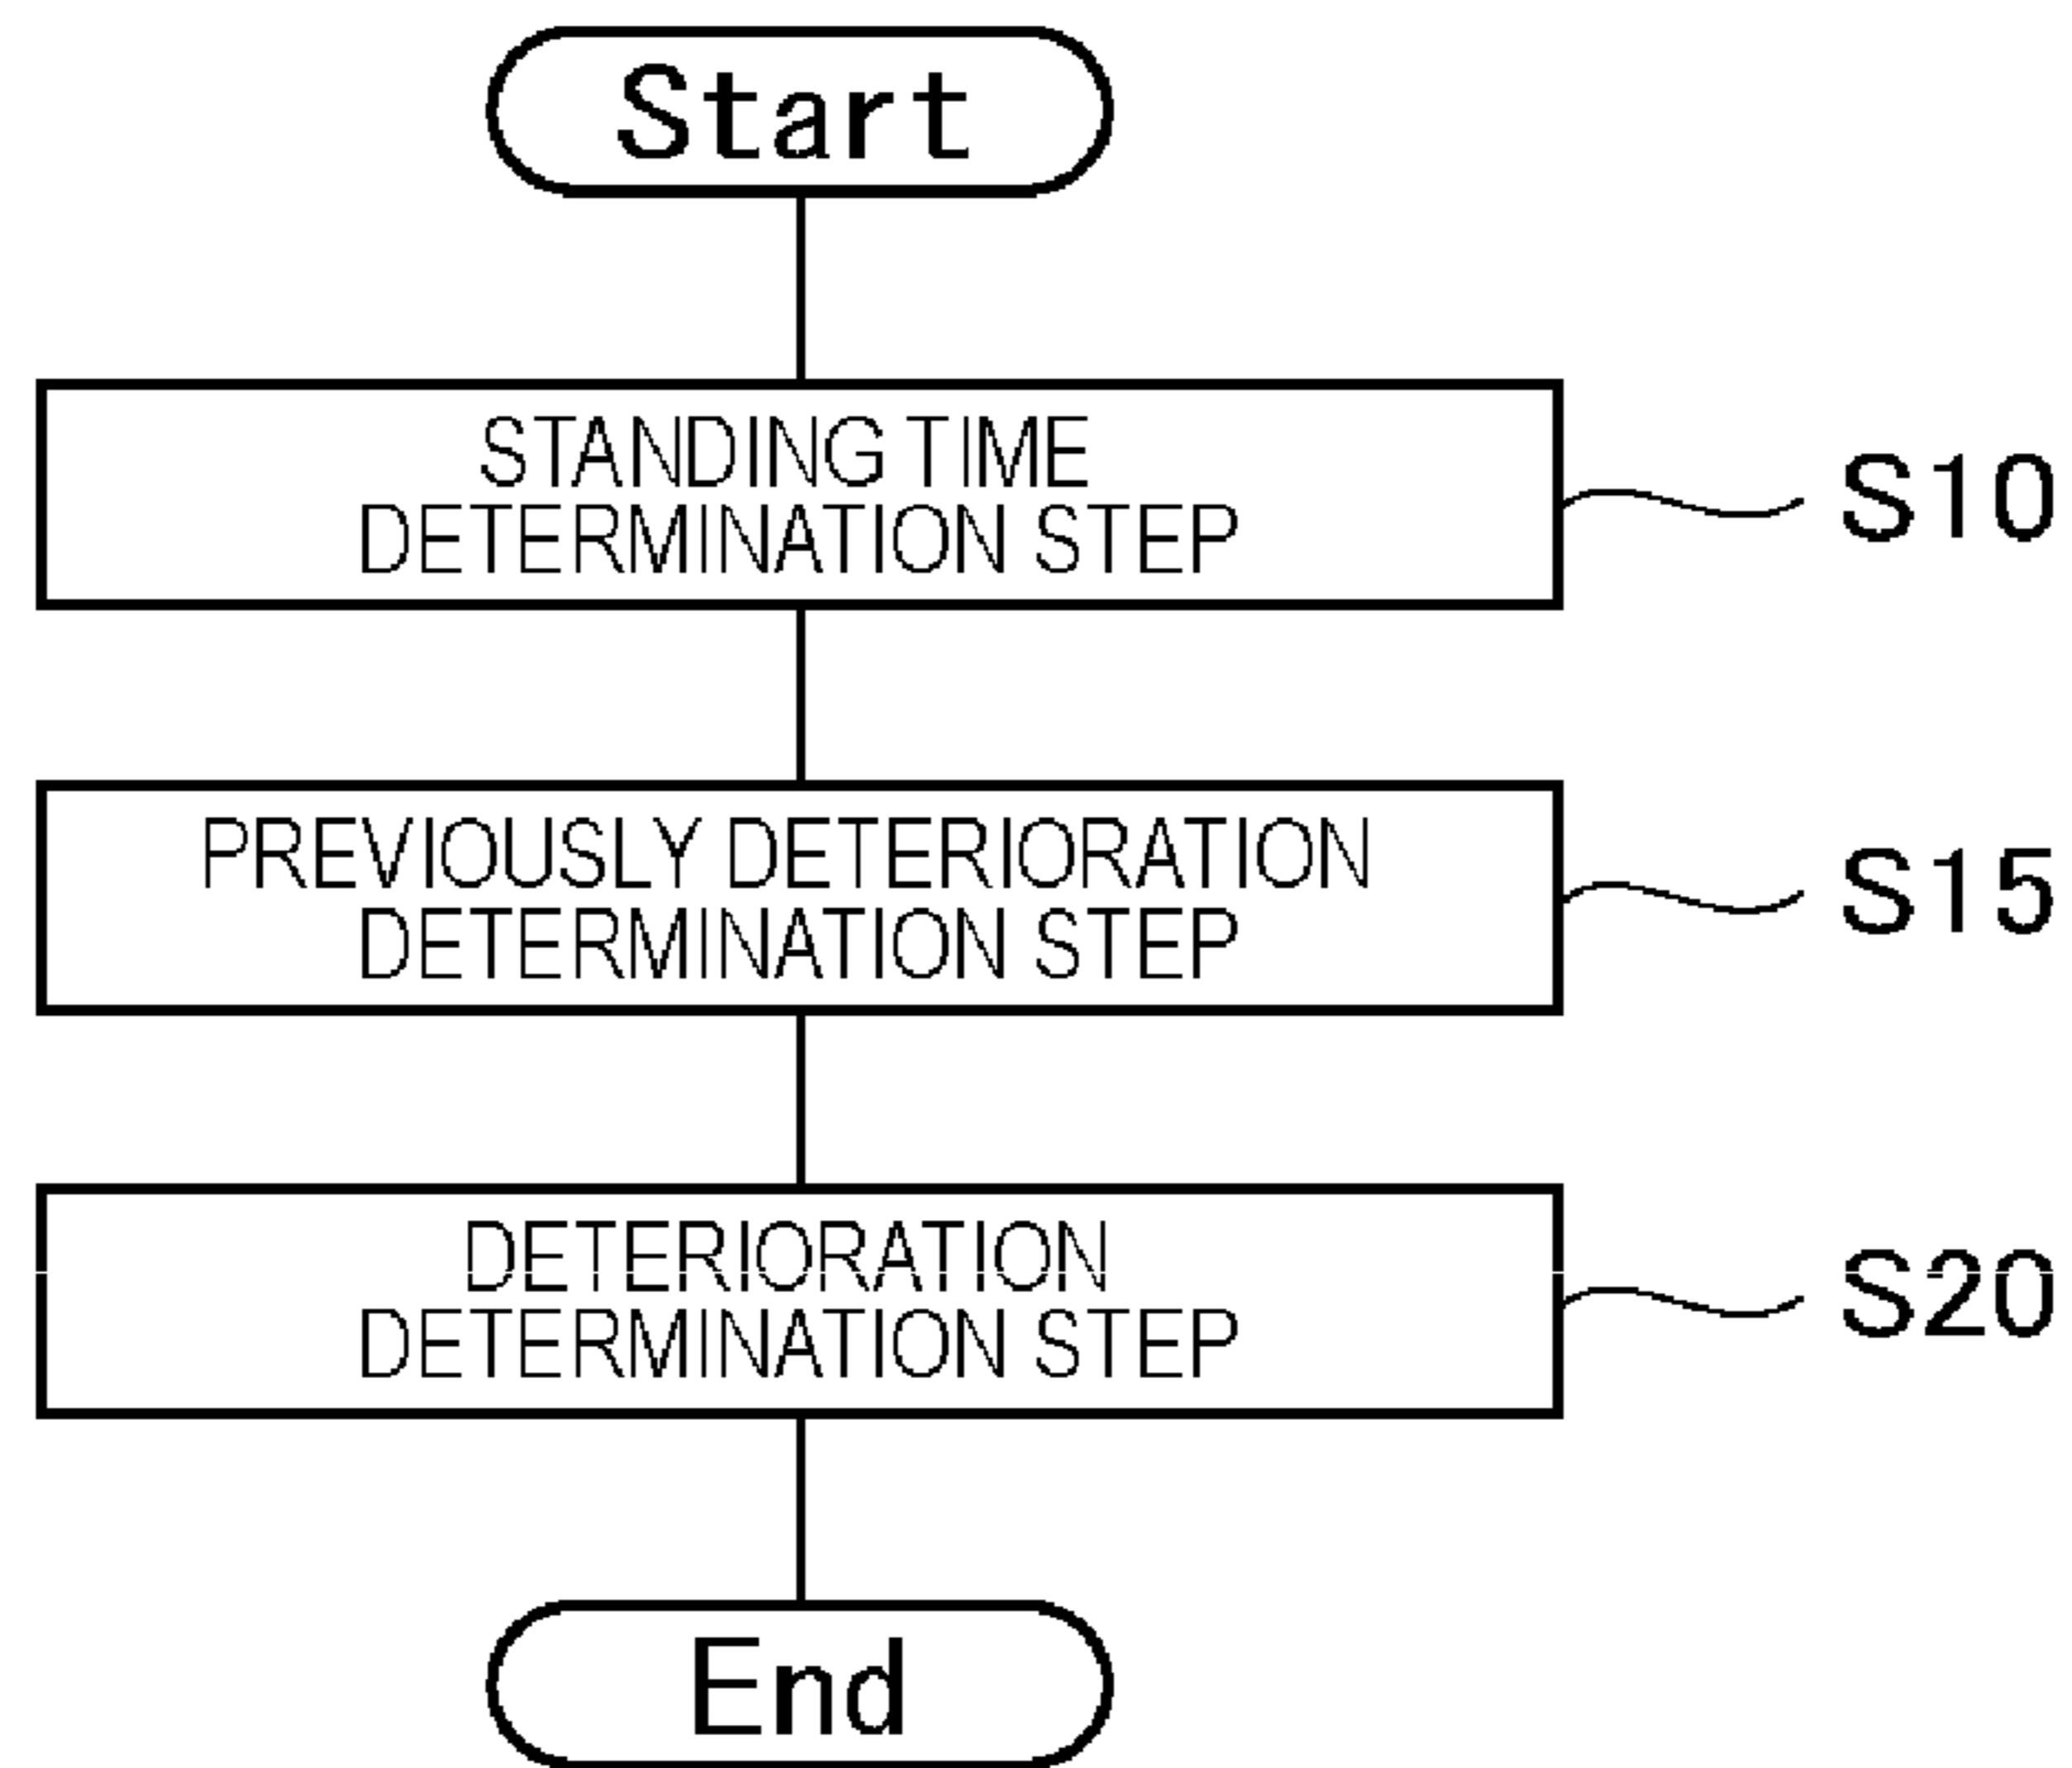 Start
STANDING TIME
DETERMINATION STEP
S10
PREVIOUSLY DETERIORATION
DETERMINATION STEP
S15
DETERIORATION
DETERMINATION STEP
S20
End